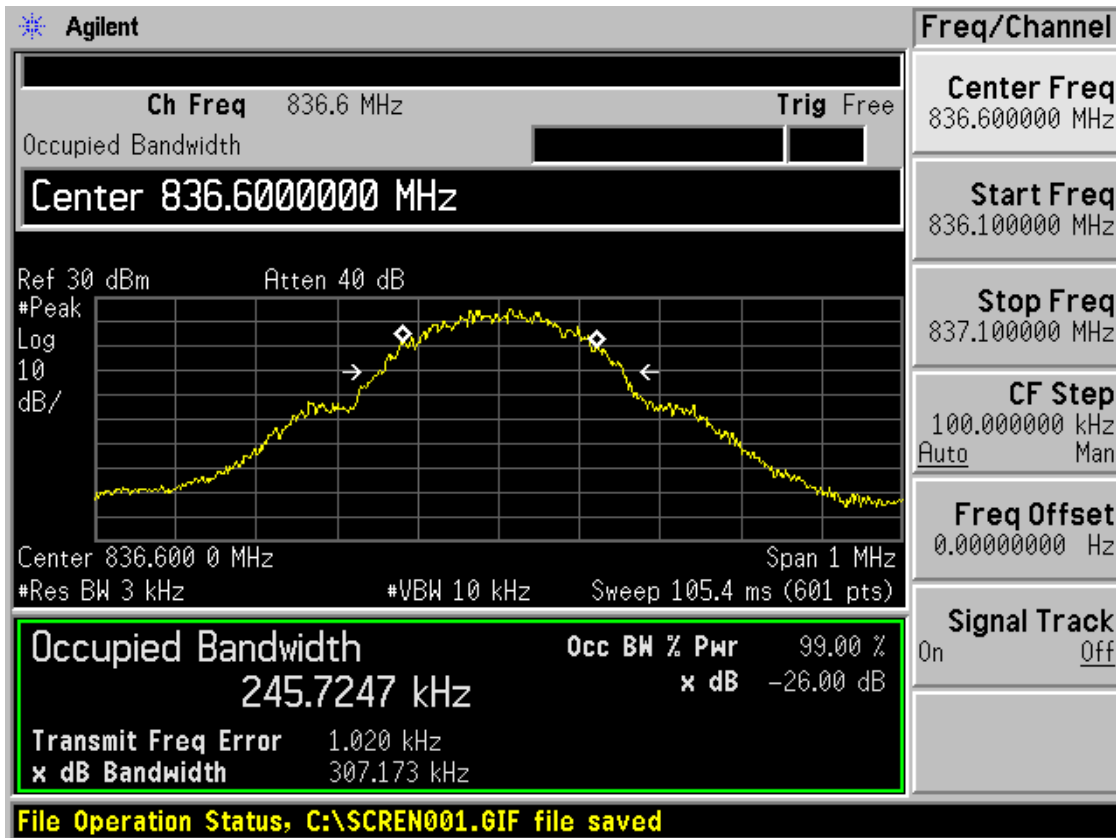 Agilent
Freq/Channel
Ch Freq 836.6 MHz Trig Free
Occupied Bandwidth
Center 836.6000000 MHz
Ref 30 dBm Atten 40 dB
#Peak
Log
10
dB/
Center 836.600 0 MHz Span 1 MHz
#Res BW 3 kHz #VBW 10 kHz Sweep 105.4 ms (601 pts)
Occupied Bandwidth
245.7247 kHz
Occ BW % Pwr 99.00 %
x dB -26.00 dB
Transmit Freq Error 1.020 kHz
x dB Bandwidth 307.173 kHz
File Operation Status, C:\SCREN001.GIF file saved
Center Freq
836.600000 MHz
Start Freq
836.100000 MHz
Stop Freq
837.100000 MHz
CF Step
100.000000 kHz
Auto Man
Freq Offset
0.00000000 Hz
Signal Track
On Off